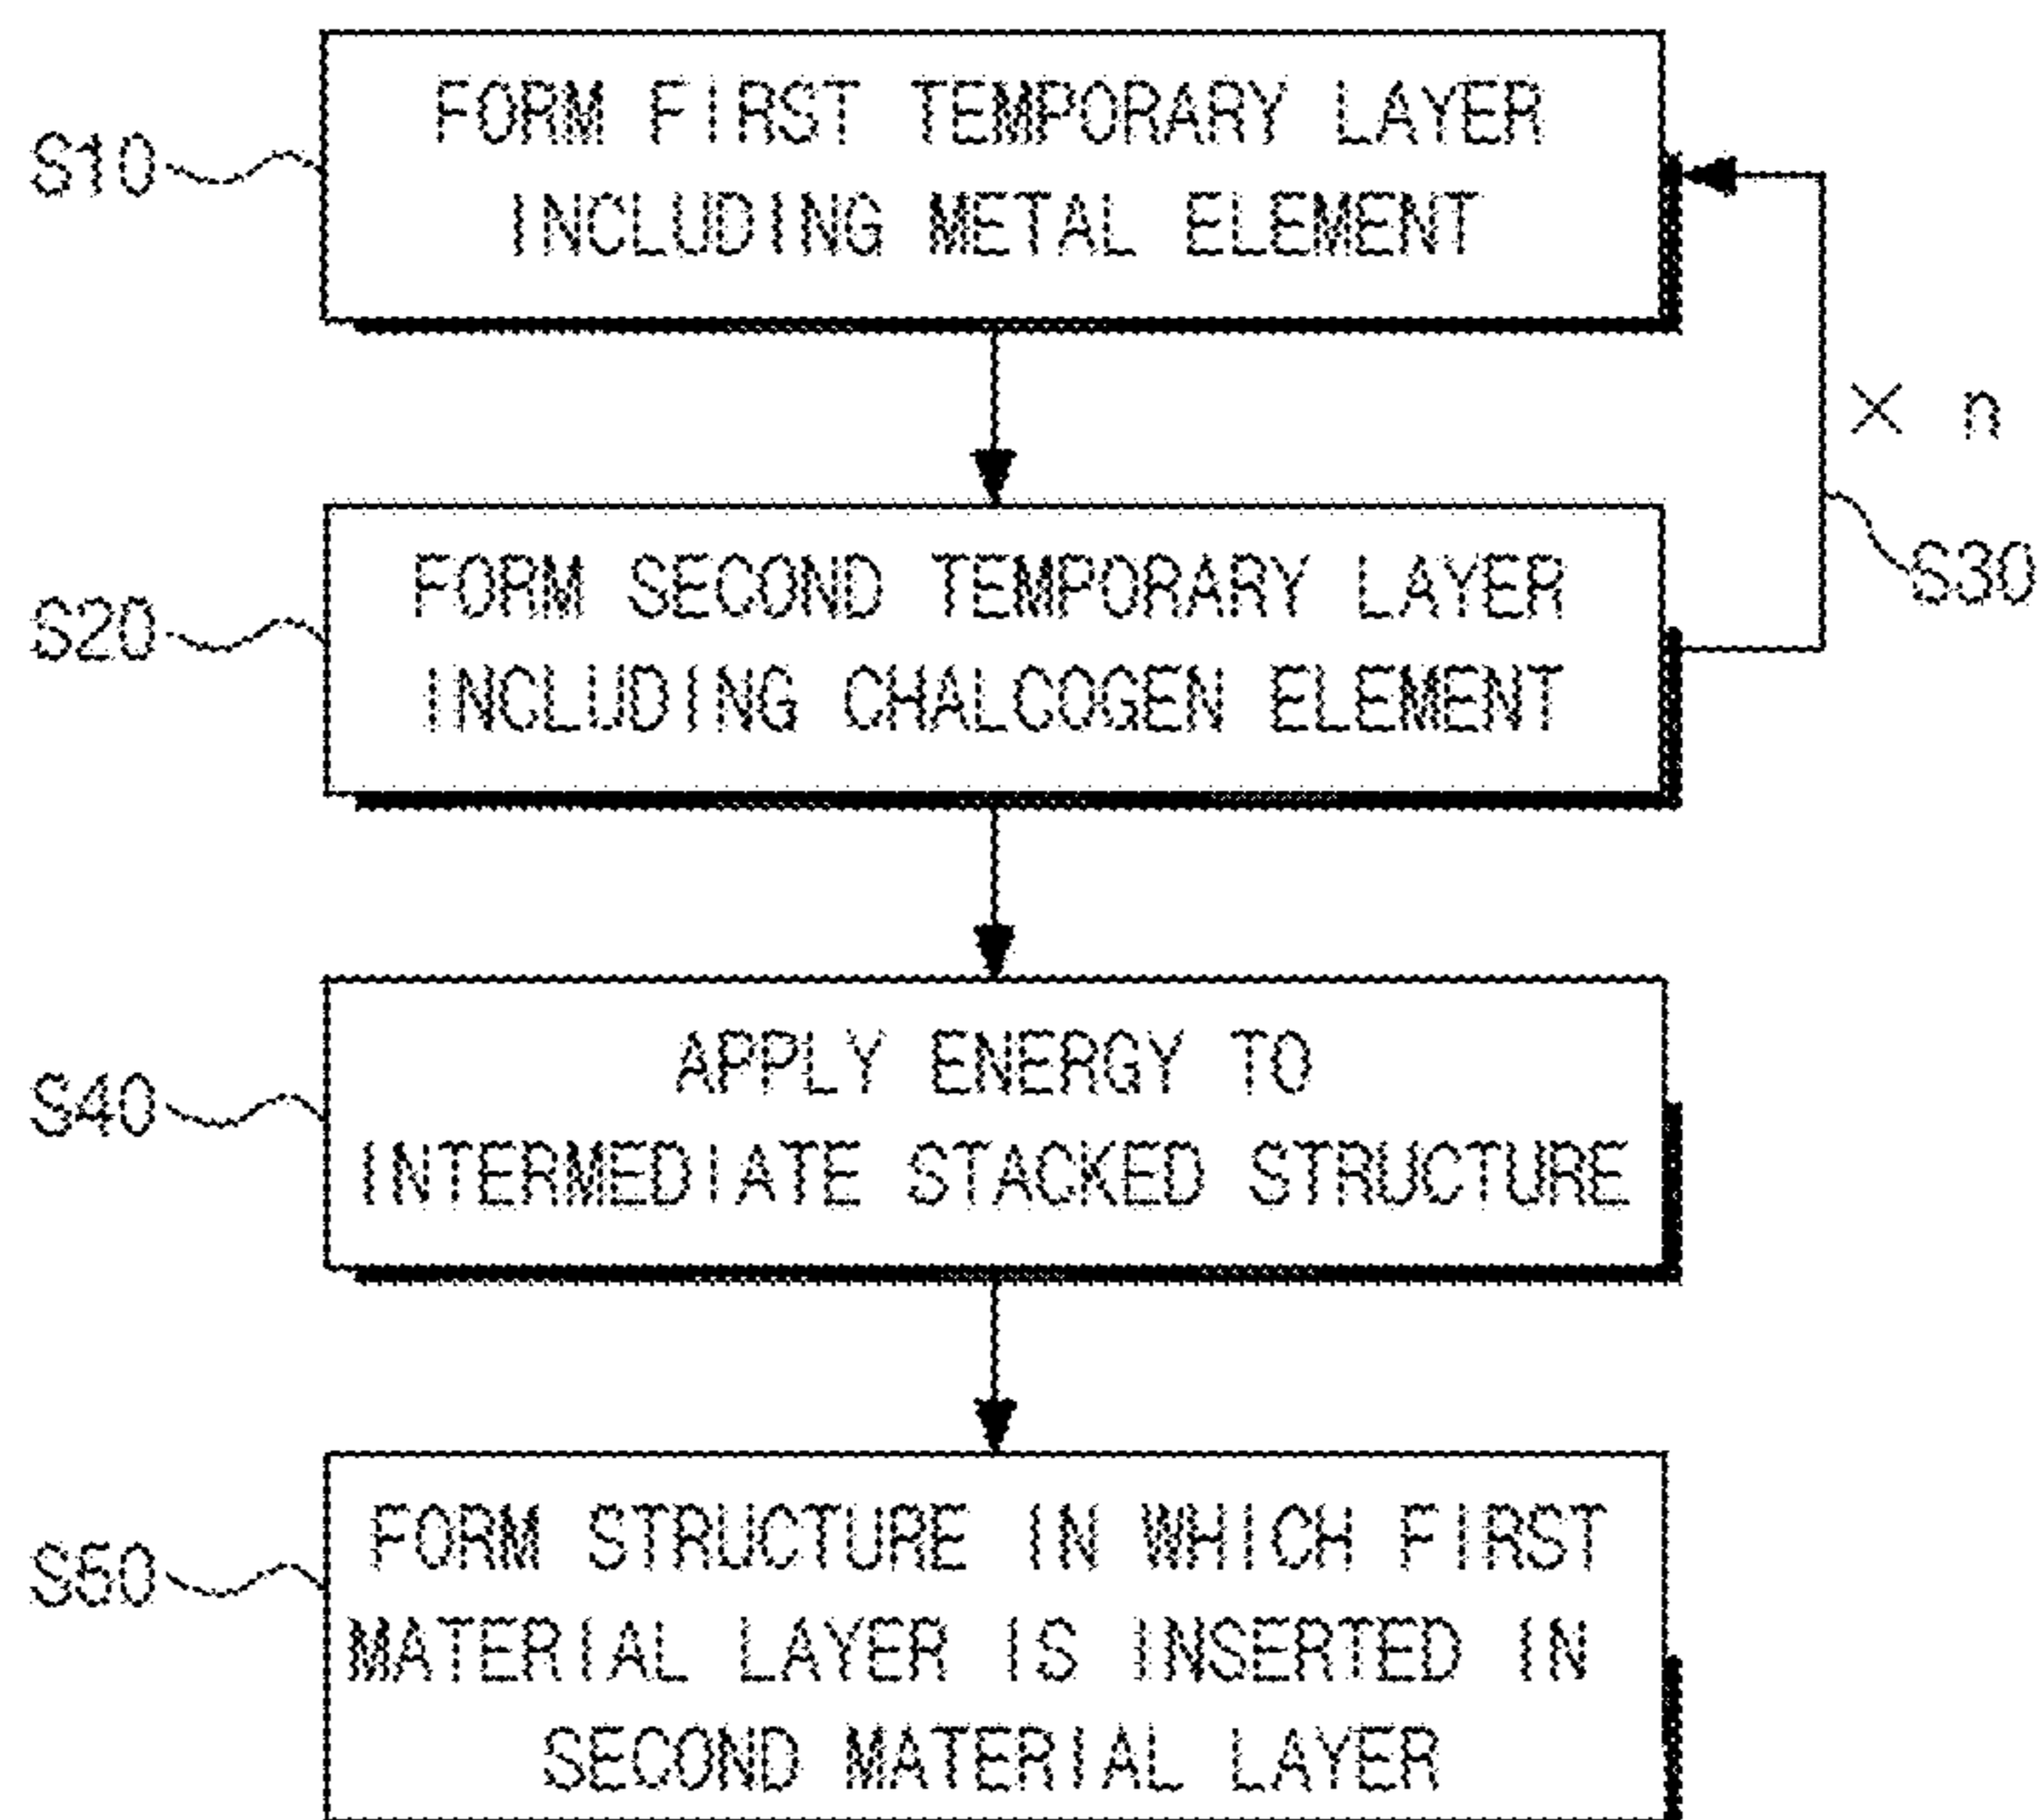 FORM FIRST TEMPORARY LAYER
INCLUDING METAL ELEMENT
S10
× n
S30
FORM SECOND TEMPORARY LAYER
INCLUDING CHALCOGEN ELEMENT
S20
APPLY ENERGY TO
INTERMEDIATE STACKED STRUCTURE
S40
FORM STRUCTURE IN WHICH FIRST
MATERIAL LAYER IS INSERTED IN
SECOND MATERIAL LAYER
S50